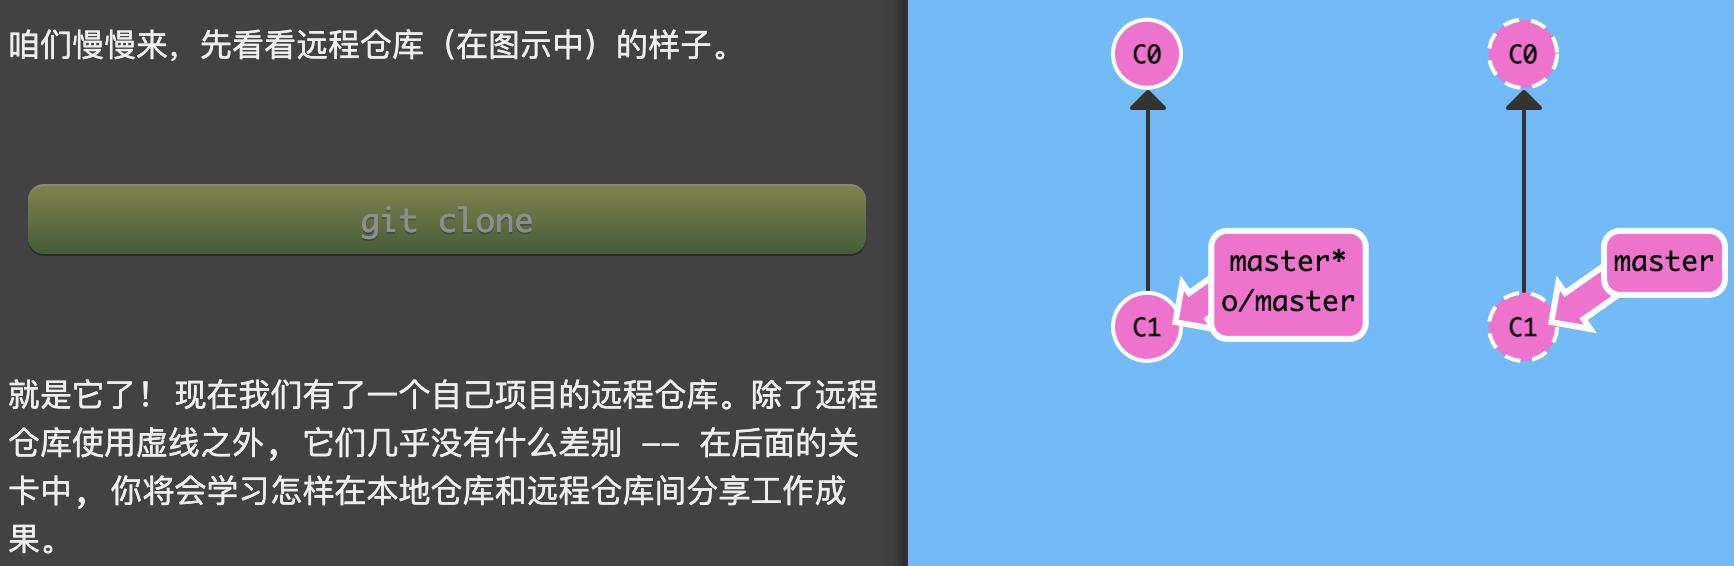 咱们慢慢来，先看看远程仓库（在图示中）的样子。
git clone
就是它了！ 现在我们有了一个自己项目的远程仓库。除了远程
仓库使用虚线之外, 它们几乎没有什么差别 —— 在后面的关
卡中, 你将会学习怎样在本地仓库和远程仓库间分享工作成
果。
C0
C1
master*
o/master
C0
C1
master